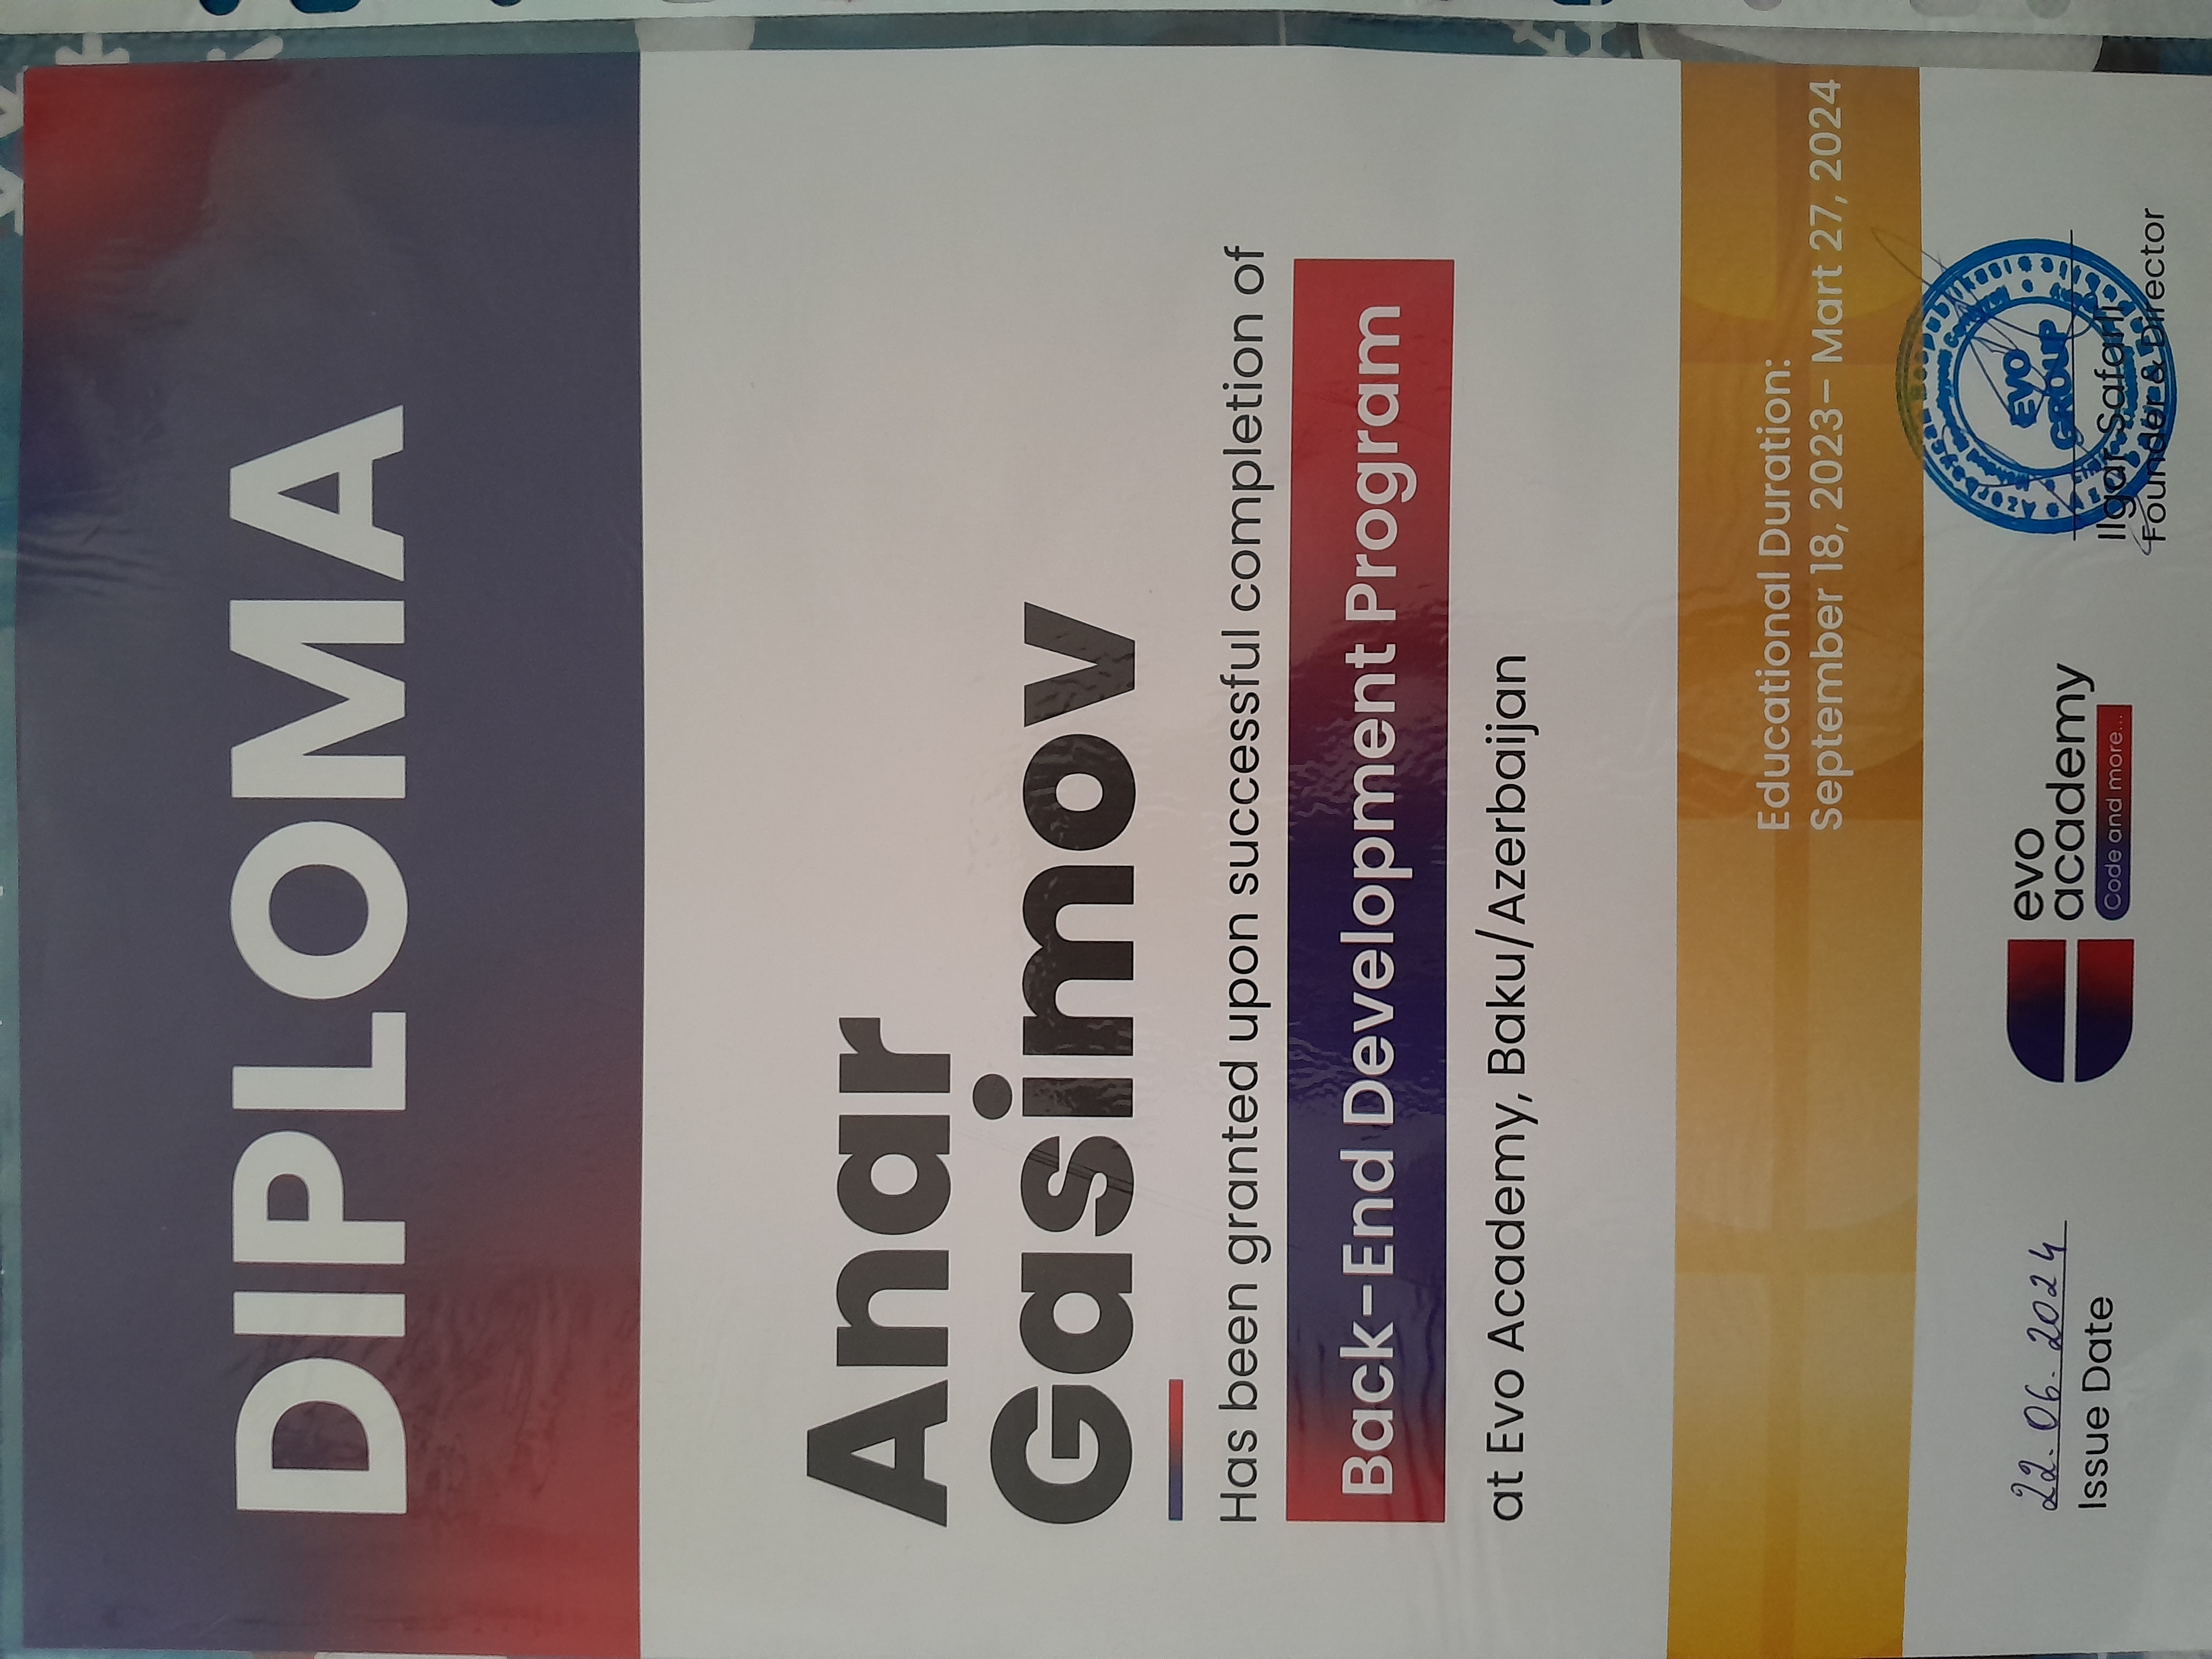 DIPLOMA
Anar
Gasimov
Has been granted upon successful completion of
Back-End Development Program
at Evo Academy, Baku/Azerbaijan
Educational Duration:
September 18, 2023– Mart 27, 2024
22.06.2024
Issue Date
evo
academy
Code and more...
Azərbaycan Respublikası
EVO
GROUP
Ilgar Safarli
Founder & Director